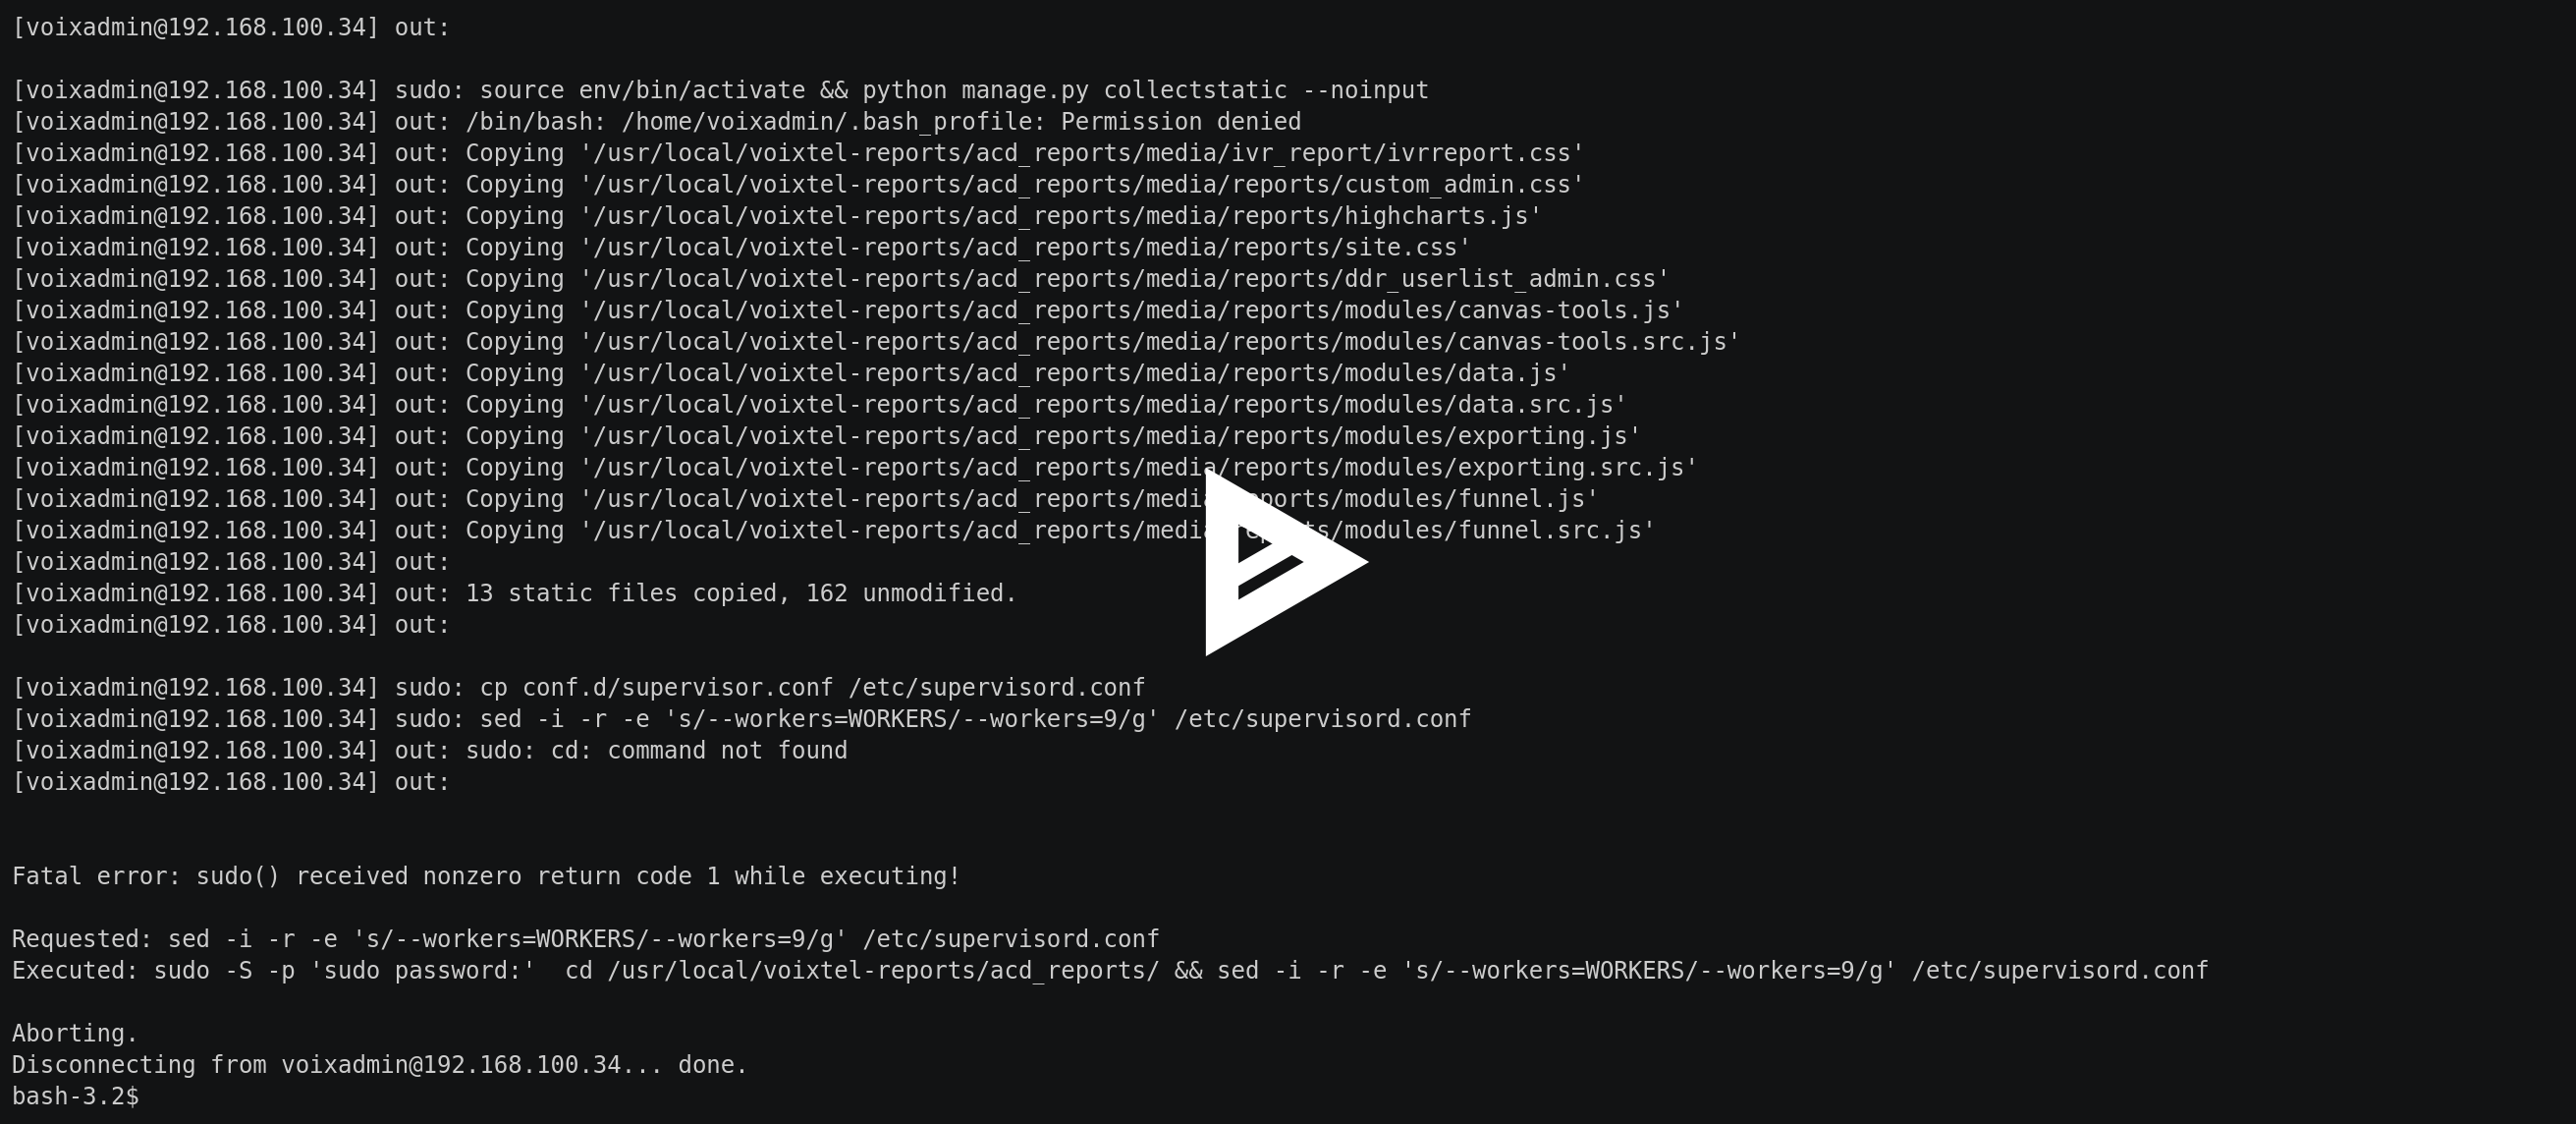 [voixadmin@192.168.100.34] out:
[voixadmin@192.168.100.34] sudo: source env/bin/activate && python manage.py collectstatic --noinput
[voixadmin@192.168.100.34] out: /bin/bash: /home/voixadmin/.bash_profile: Permission denied
[voixadmin@192.168.100.34] out: Copying '/usr/local/voixtel-reports/acd_reports/media/ivr_report/ivrreport.css'
[voixadmin@192.168.100.34] out: Copying '/usr/local/voixtel-reports/acd_reports/media/reports/custom_admin.css'
[voixadmin@192.168.100.34] out: Copying '/usr/local/voixtel-reports/acd_reports/media/reports/highcharts.js'
[voixadmin@192.168.100.34] out: Copying '/usr/local/voixtel-reports/acd_reports/media/reports/site.css'
[voixadmin@192.168.100.34] out: Copying '/usr/local/voixtel-reports/acd_reports/media/reports/ddr_userlist_admin.css'
[voixadmin@192.168.100.34] out: Copying '/usr/local/voixtel-reports/acd_reports/media/reports/modules/canvas-tools.js'
[voixadmin@192.168.100.34] out: Copying '/usr/local/voixtel-reports/acd_reports/media/reports/modules/canvas-tools.src.js'
[voixadmin@192.168.100.34] out: Copying '/usr/local/voixtel-reports/acd_reports/media/reports/modules/data.js'
[voixadmin@192.168.100.34] out: Copying '/usr/local/voixtel-reports/acd_reports/media/reports/modules/data.src.js'
[voixadmin@192.168.100.34] out: Copying '/usr/local/voixtel-reports/acd_reports/media/reports/modules/exporting.js'
[voixadmin@192.168.100.34] out: Copying '/usr/local/voixtel-reports/acd_reports/media/reports/modules/exporting.src.js'
[voixadmin@192.168.100.34] out: Copying '/usr/local/voixtel-reports/acd_reports/media/reports/modules/funnel.js'
[voixadmin@192.168.100.34] out: Copying '/usr/local/voixtel-reports/acd_reports/media/reports/modules/funnel.src.js'
[voixadmin@192.168.100.34] out:
[voixadmin@192.168.100.34] out: 13 static files copied, 162 unmodified.
[voixadmin@192.168.100.34] out:
[voixadmin@192.168.100.34] sudo: cp conf.d/supervisor.conf /etc/supervisord.conf
[voixadmin@192.168.100.34] sudo: sed -i -r -e 's/--workers=WORKERS/--workers=9/g' /etc/supervisord.conf
[voixadmin@192.168.100.34] out: sudo: cd: command not found
[voixadmin@192.168.100.34] out:
Fatal error: sudo() received nonzero return code 1 while executing!
Requested: sed -i -r -e 's/--workers=WORKERS/--workers=9/g' /etc/supervisord.conf
Executed: sudo -S -p 'sudo password:'  cd /usr/local/voixtel-reports/acd_reports/ && sed -i -r -e 's/--workers=WORKERS/--workers=9/g' /etc/supervisord.conf
Aborting.
Disconnecting from voixadmin@192.168.100.34... done.
bash-3.2$